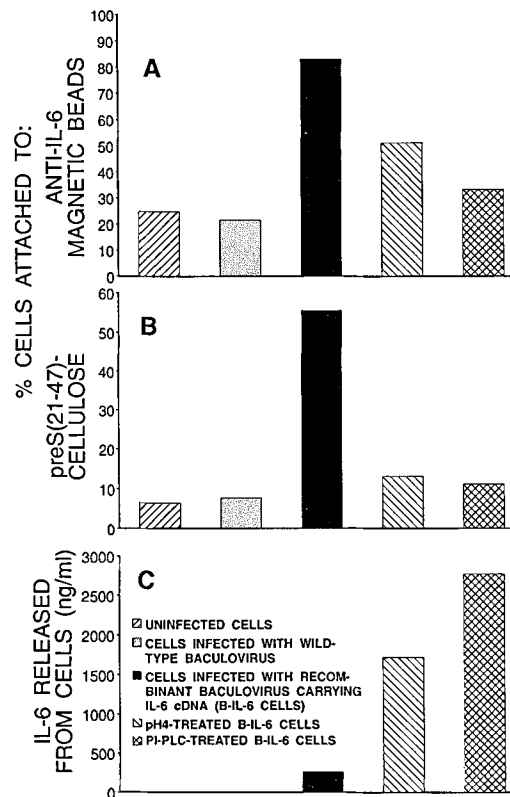 % CELLS ATTACHED TO:
ANTI-IL-6
MAGNETIC BEADS
100
90
80
70
60
50
40
30
20
10
0
A
preS(21-47)-
CELLULOSE
60
50
40
30
20
10
0
B
IL-6 RELEASED
FROM CELLS (ng/ml)
3000
2500
2000
1500
1000
500
0
C
UNINFECTED CELLS
CELLS INFECTED WITH WILD-
TYPE BACULOVIRUS
CELLS INFECTED WITH RECOM-
BINANT BACULOVIRUS CARRYING
IL-6 cDNA (B-IL-6 CELLS)
pH4-TREATED B-IL-6 CELLS
PI-PLC-TREATED B-IL-6 CELLS